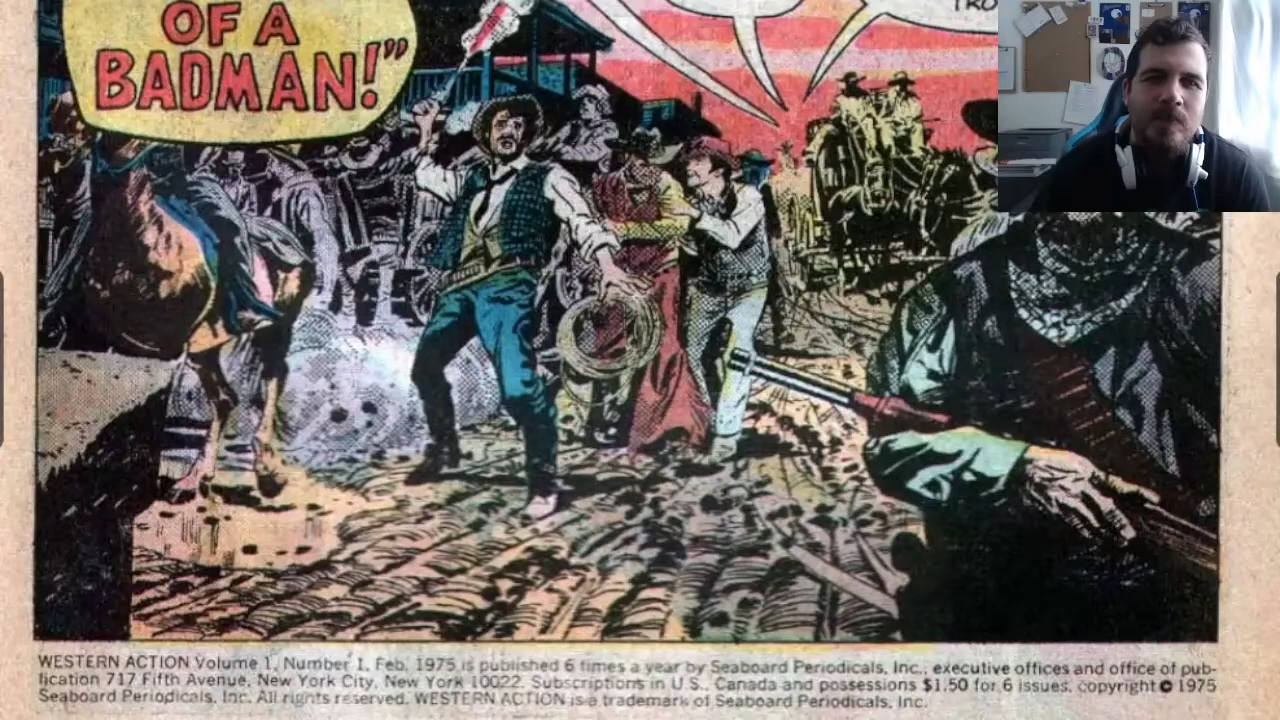 OF A
BADMAN!”
TRO
WESTERN ACTION Volume 1, Number 1, Feb. 1975 is published 6 times a year by Seaboard Periodicals, Inc., executive offices and office of pub-
lication 717 Fifth Avenue, New York City, New York 10022. Subscriptions in U.S., Canada and possessions $1.50 for 6 issues. copyright © 1975
Seaboard Periodicals, Inc. All rights reserved. WESTERN ACTION is a trademark of Seaboard Periodicals, Inc.